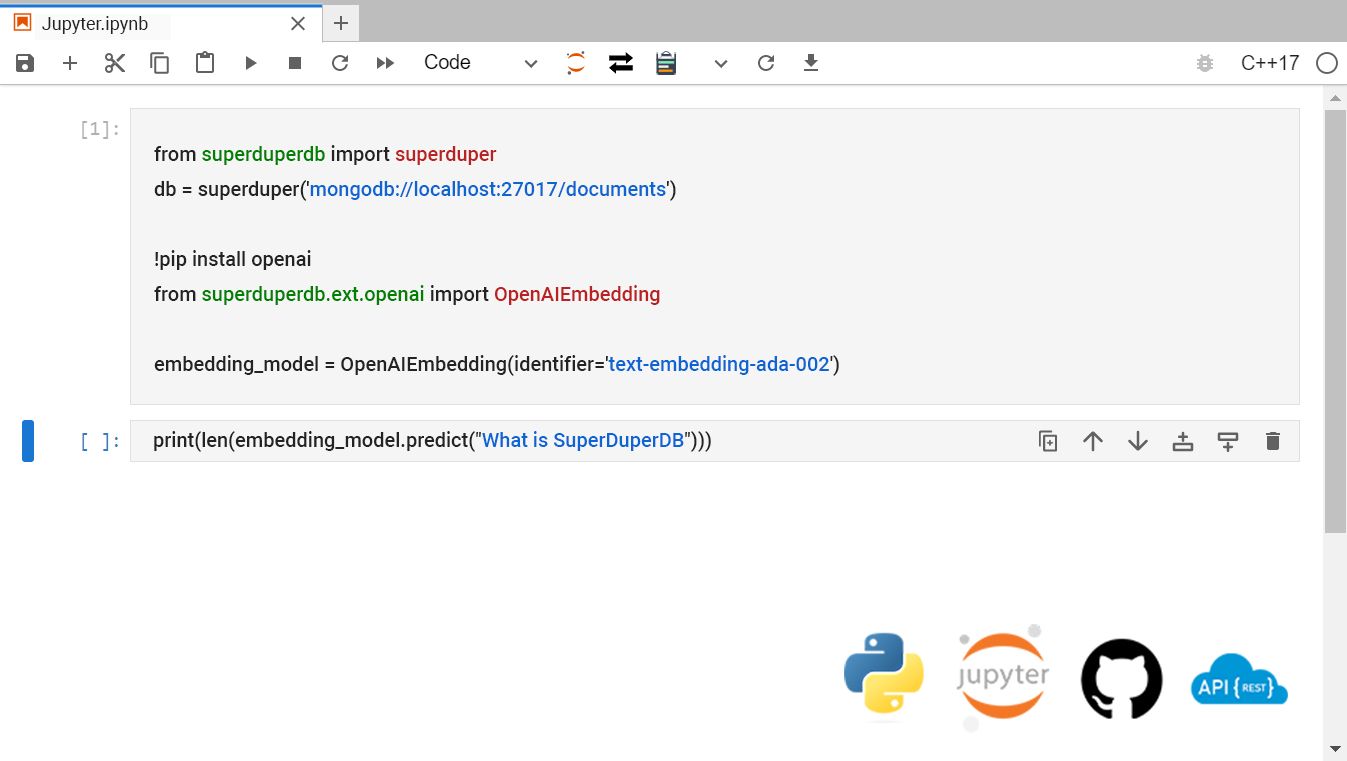 Jupyter.ipynb
Code
C++17
[1]:
from superduperdb import superduper
db = superduper('mongodb://localhost:27017/documents')
!pip install openai
from superduperdb.ext.openai import OpenAIEmbedding
embedding_model = OpenAIEmbedding(identifier='text-embedding-ada-002')
[ ]: print(len(embedding_model.predict("What is SuperDuperDB")))
jupyter
API {REST}